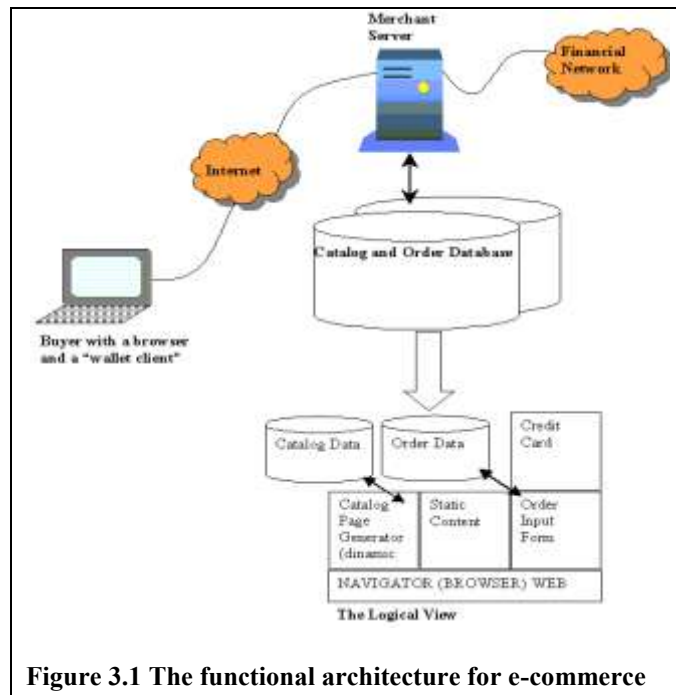 Merchant
Server
Financial
Network
Internet
Catalog and Order Database
Buyer with a browser
and a "wallet client"
Catalog Data
Order Data
Credit
Card
Catalog
Page
Generator
(dinamic
Static
Content
Order
Input
Form
NAVIGATOR (BROWSER) WEB
The Logical View
Figure 3.1 The functional architecture for e-commerce